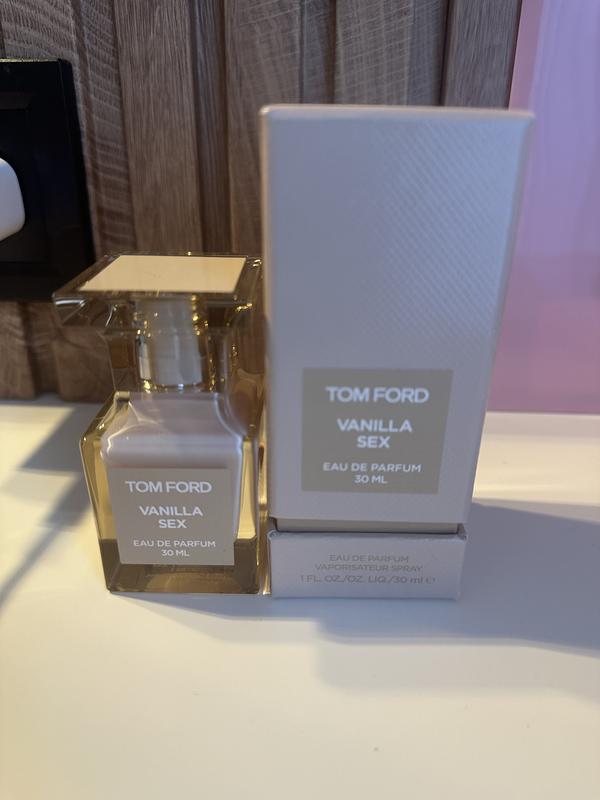 TOM FORD
VANILLA
SEX
EAU DE PARFUM
30 ML
TOM FORD
VANILLA
SEX
EAU DE PARFUM
30 ML
EAU DE PARFUM
VAPORISATEUR SPRAY
1 FL. OZ./OZ. LIQ./30 ml ℮